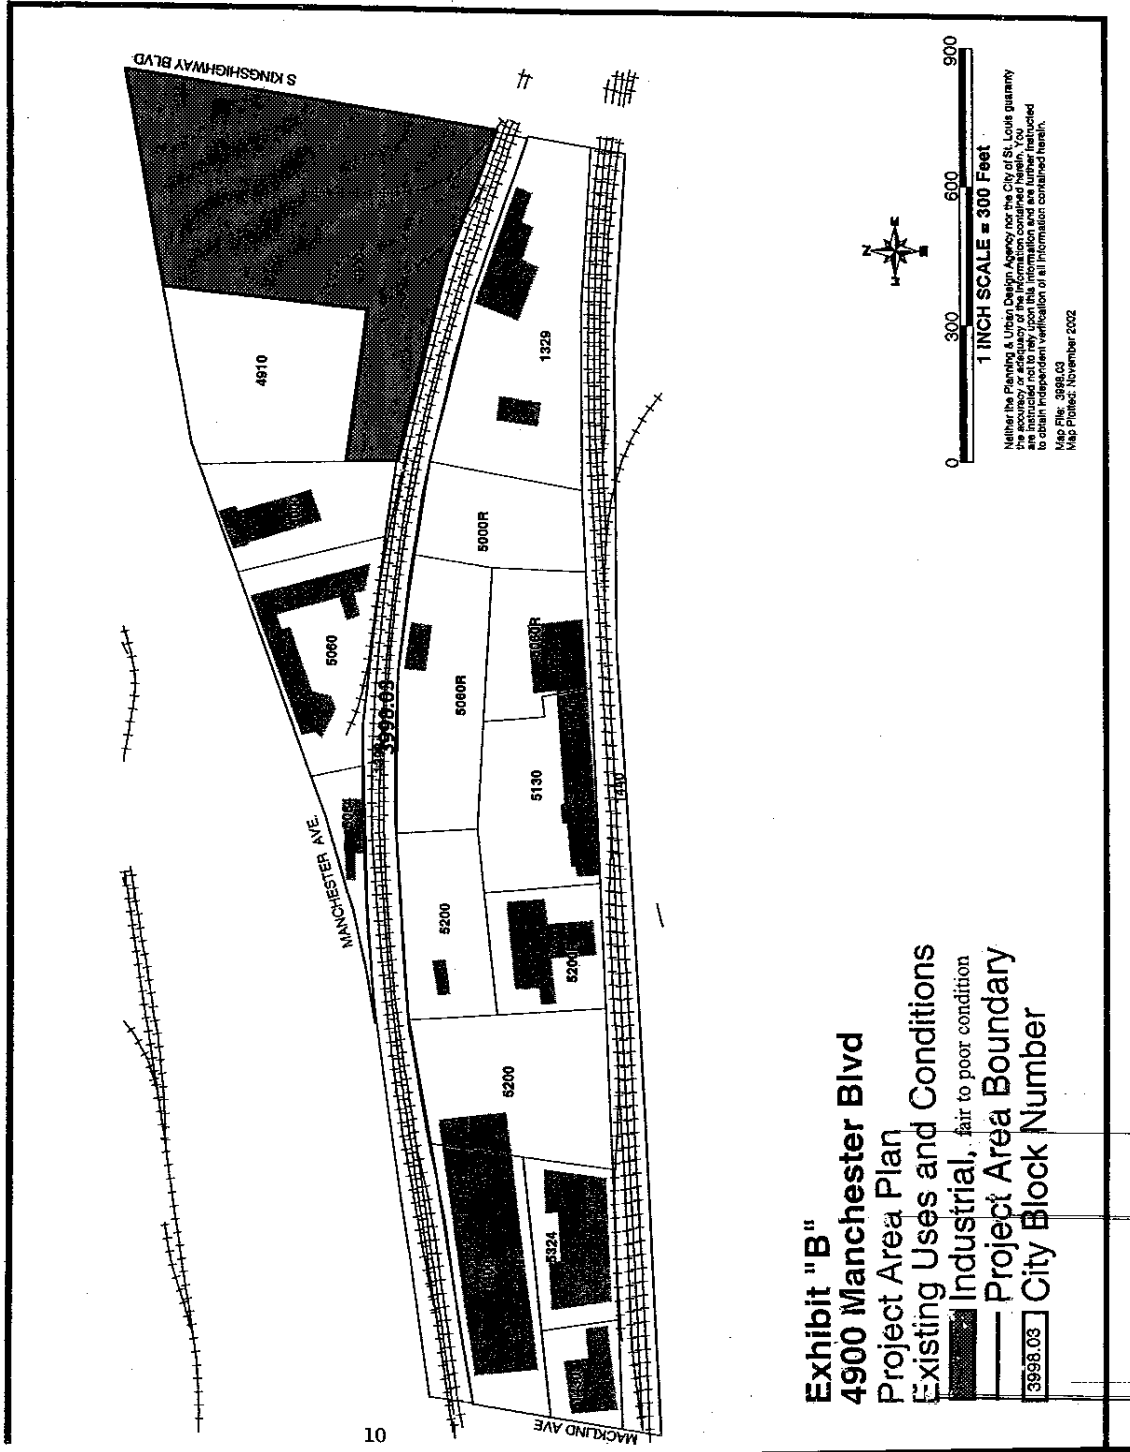 S KINGSHIGHWAY BLVD
4910
1329
5000R
5060
3998.03
5060R
5060R
5130
1440
MANCHESTER AVE.
5200
5200
5200
5324
MACKLIND AVE
N
W
E
0 300 600 900
1 INCH SCALE = 300 Feet
Neither the Planning & Urban Design Agency nor the City of St. Louis guaranty
the accuracy or adequacy of the information contained herein. You
are instructed not to rely upon this information and are further instructed
to obtain independent verification of all information contained herein.
Map File: 3998.03
Map Plotted: November 2002
Exhibit "B"
4900 Manchester Blvd
Project Area Plan
Existing Uses and Conditions
Industrial, fair to poor condition
Project Area Boundary
3998.03 City Block Number
10